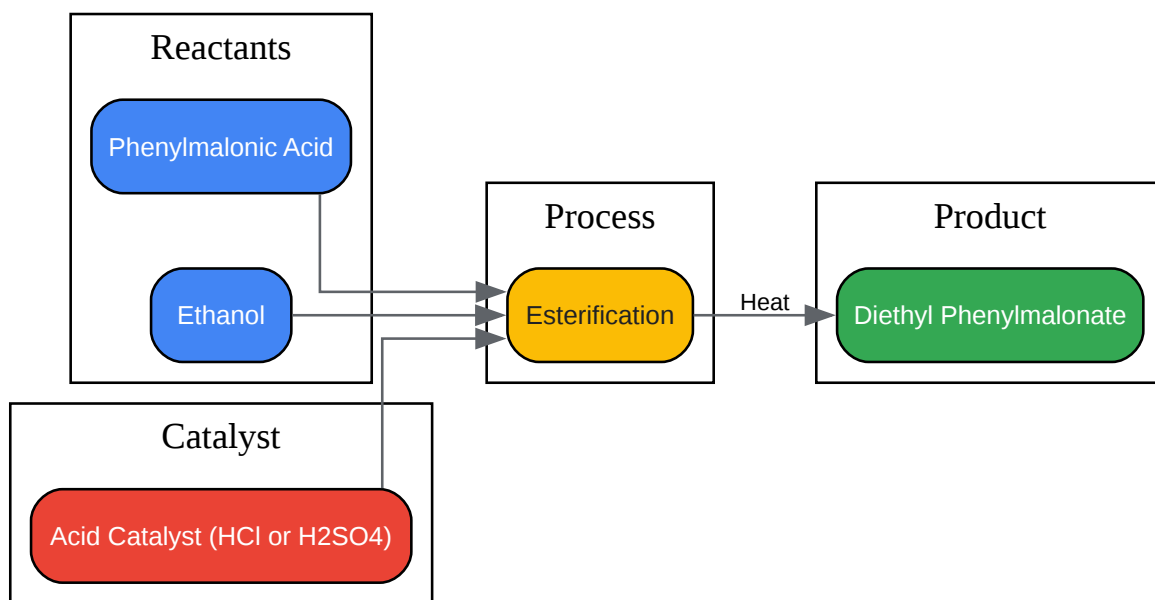 Reactants
Phenylmalonic Acid
Ethanol
Catalyst
Acid Catalyst (HCl or H2SO4)
Process
Esterification
Heat
Product
Diethyl Phenylmalonate